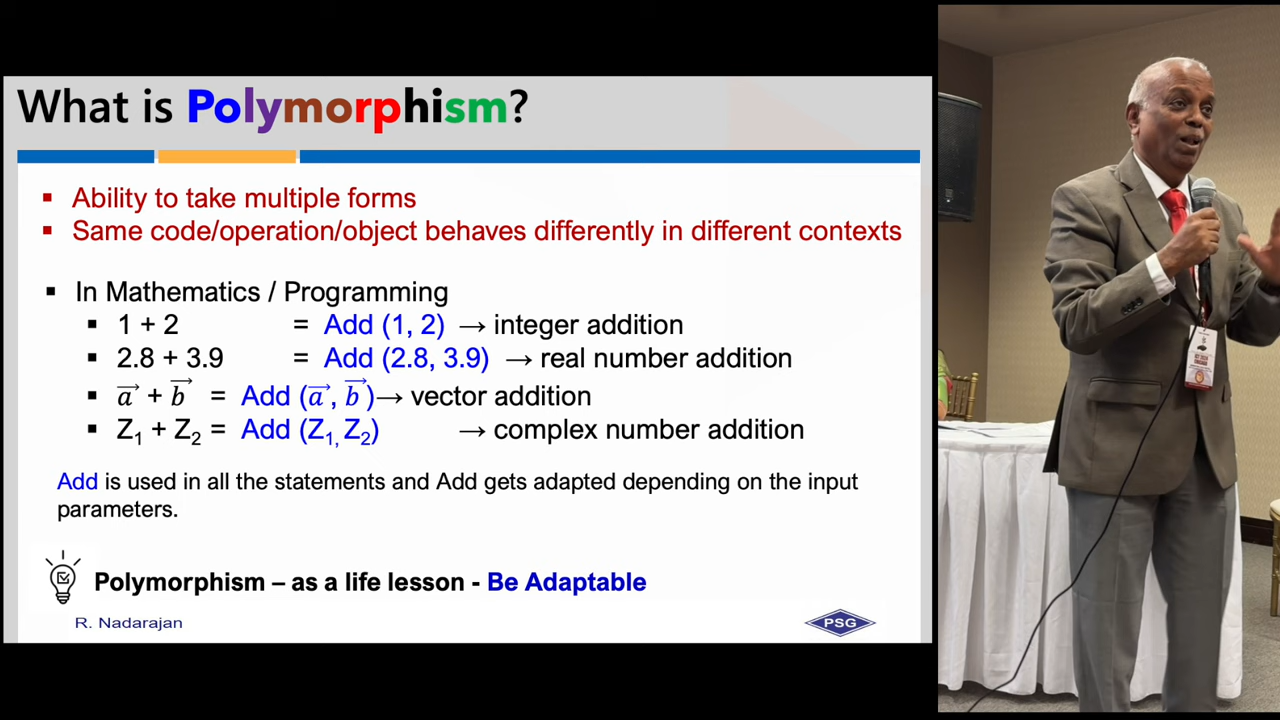 What is Polymorphism?
▪ Ability to take multiple forms
▪ Same code/operation/object behaves differently in different contexts
▪ In Mathematics / Programming
▪ 1 + 2 = Add (1, 2) → integer addition
▪ 2.8 + 3.9 = Add (2.8, 3.9) → real number addition
▪ a⃗ + b⃗ = Add (a⃗, b⃗) → vector addition
▪ Z₁ + Z₂ = Add (Z₁, Z₂) → complex number addition
Add is used in all the statements and Add gets adapted depending on the input
parameters.
Polymorphism – as a life lesson - Be Adaptable
R. Nadarajan
PSG